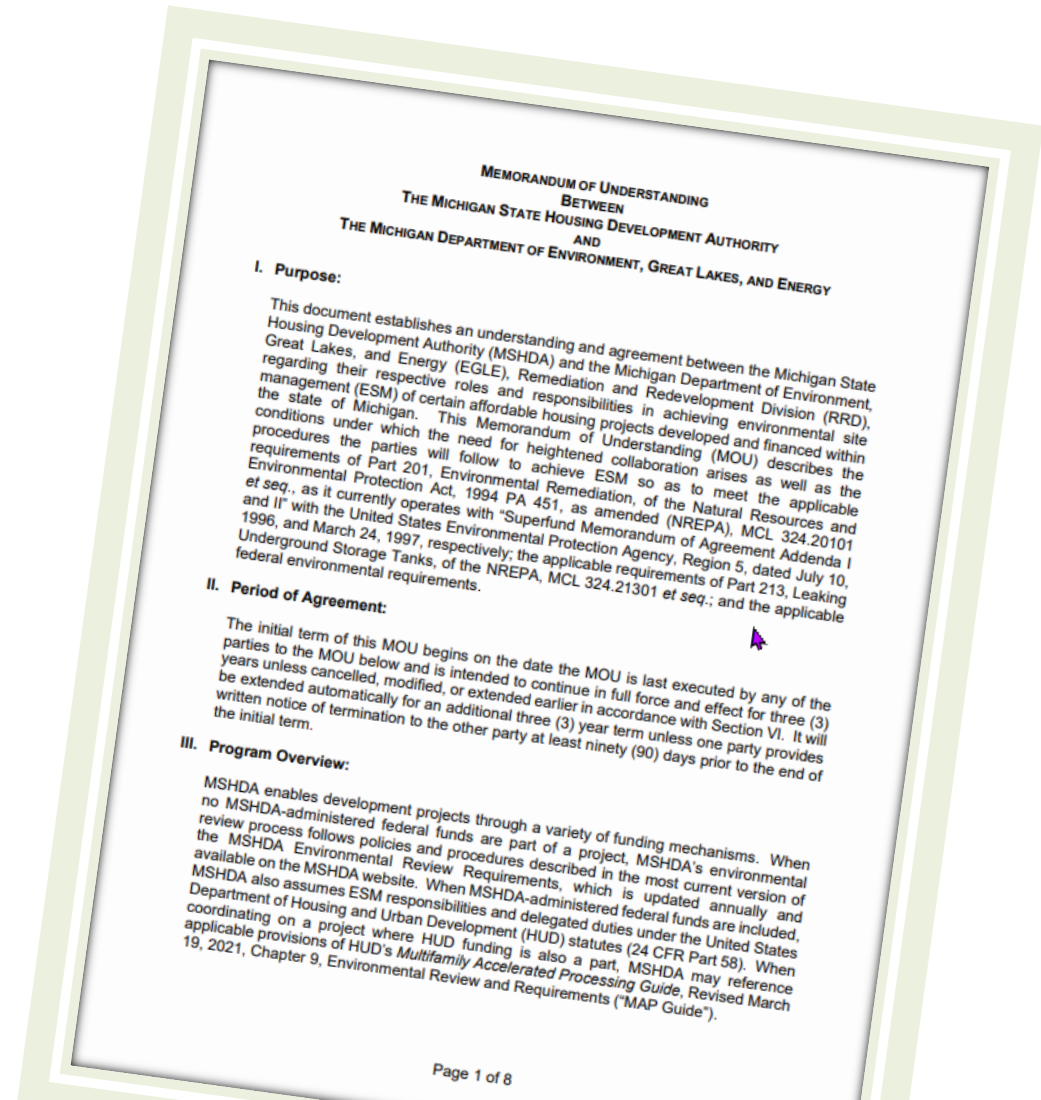 MEMORANDUM OF UNDERSTANDING
BETWEEN
THE MICHIGAN STATE HOUSING DEVELOPMENT AUTHORITY
AND
THE MICHIGAN DEPARTMENT OF ENVIRONMENT, GREAT LAKES, AND ENERGY
I. Purpose:
This document establishes an understanding and agreement between the Michigan State
Housing Development Authority (MSHDA) and the Michigan Department of Environment,
Great Lakes, and Energy (EGLE), Remediation and Redevelopment Division (RRD),
regarding their respective roles and responsibilities in achieving environmental site
management (ESM) of certain affordable housing projects developed and financed within
the state of Michigan. This Memorandum of Understanding (MOU) describes the
conditions under which the need for heightened collaboration arises as well as the
procedures the parties will follow to achieve ESM so as to meet the applicable
requirements of Part 201, Environmental Remediation, of the Natural Resources and
Environmental Protection Act, 1994 PA 451, as amended (NREPA), MCL 324.20101
et seq., as it currently operates with “Superfund Memorandum of Agreement Addenda I
and II” with the United States Environmental Protection Agency, Region 5, dated July 10,
1996, and March 24, 1997, respectively; the applicable requirements of Part 213, Leaking
Underground Storage Tanks, of the NREPA, MCL 324.21301 et seq.; and the applicable
federal environmental requirements.
II. Period of Agreement:
The initial term of this MOU begins on the date the MOU is last executed by any of the
parties to the MOU below and is intended to continue in full force and effect for three (3)
years unless cancelled, modified, or extended earlier in accordance with Section VI. It will
be extended automatically for an additional three (3) year term unless one party provides
written notice of termination to the other party at least ninety (90) days prior to the end of
the initial term.
III. Program Overview:
MSHDA enables development projects through a variety of funding mechanisms. When
no MSHDA-administered federal funds are part of a project, MSHDA’s environmental
review process follows policies and procedures described in the most current version of
the MSHDA Environmental Review Requirements, which is updated annually and
available on the MSHDA website. When MSHDA-administered federal funds are included,
MSHDA also assumes ESM responsibilities and delegated duties under the United States
Department of Housing and Urban Development (HUD) statutes (24 CFR Part 58). When
coordinating on a project where HUD funding is also a part, MSHDA may reference
applicable provisions of HUD’s Multifamily Accelerated Processing Guide, Revised March
19, 2021, Chapter 9, Environmental Review and Requirements (“MAP Guide”).
Page 1 of 8